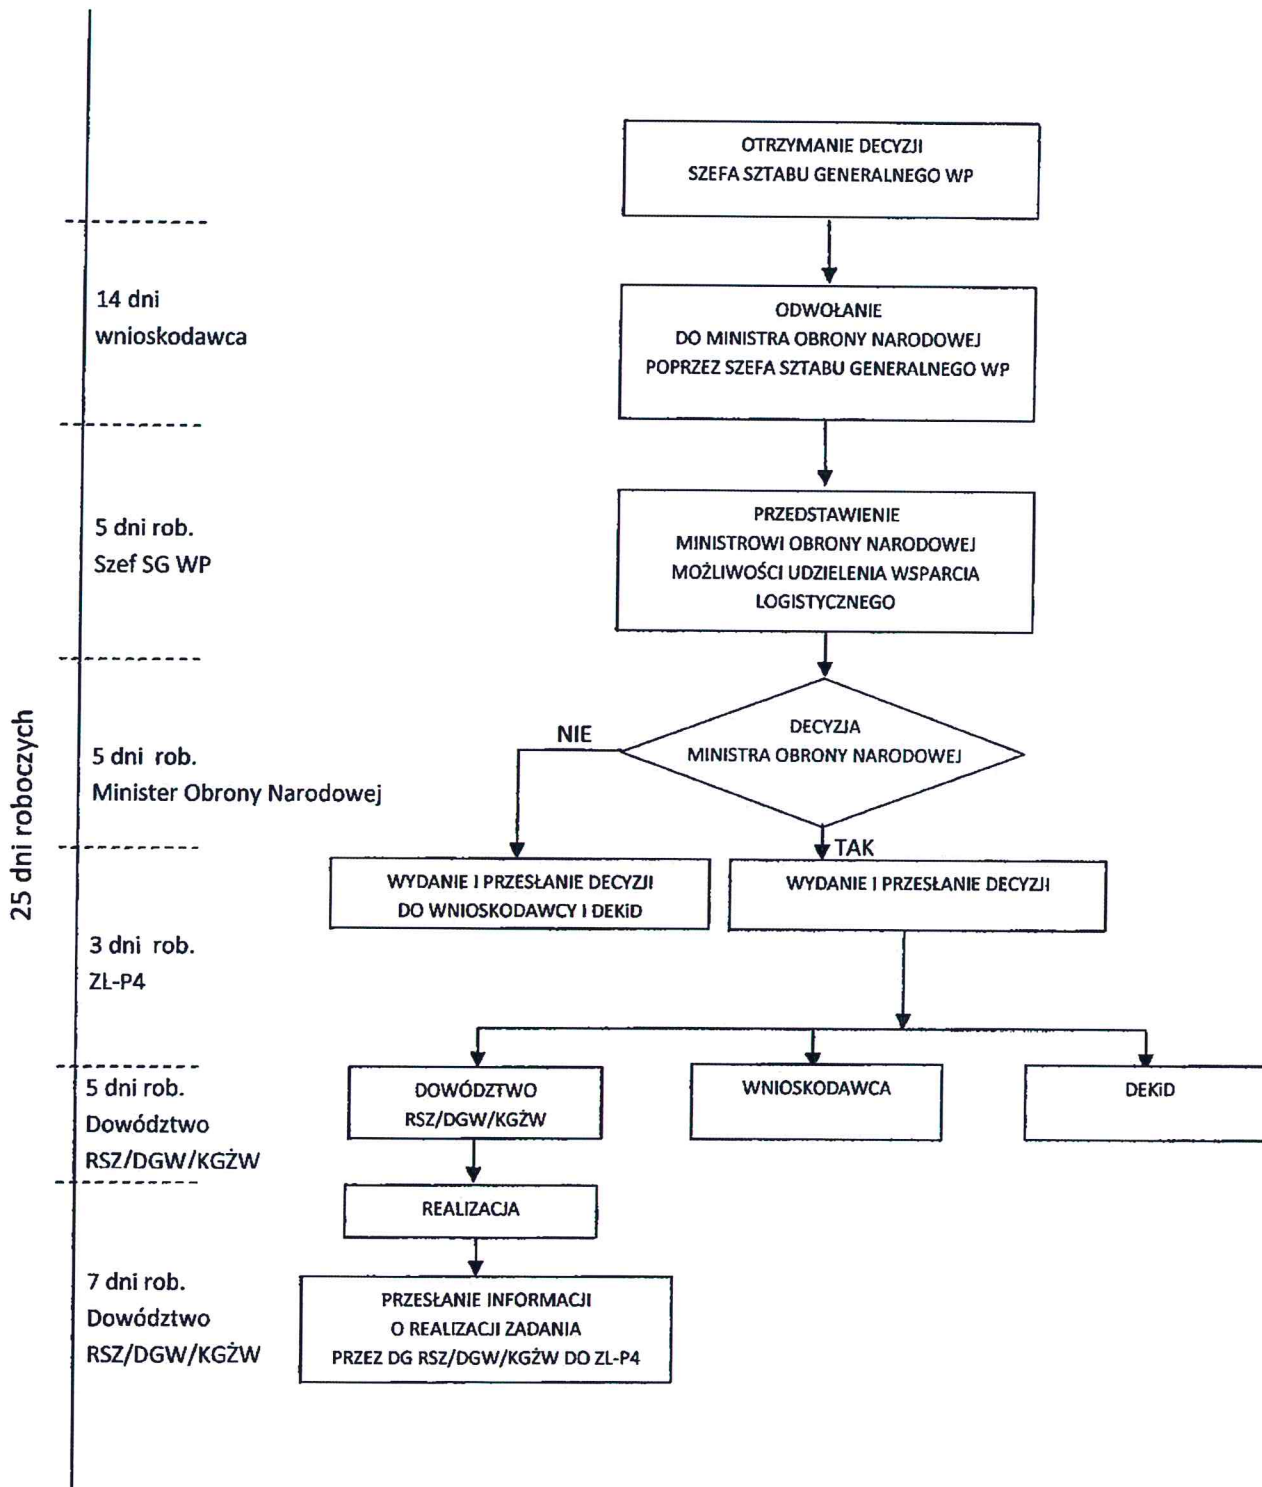 OTRZYMANIE DECYZJI
SZEFA SZTABU GENERALNEGO WP
14 dni
wnioskodawca
ODWOŁANIE
DO MINISTRA OBRONY NARODOWEJ
POPRZEZ SZEFA SZTABU GENERALNEGO WP
5 dni rob.
Szef SG WP
PRZEDSTAWIENIE
MINISTROWI OBRONY NARODOWEJ
MOŻLIWOŚCI UDZIELENIA WSPARCIA
LOGISTYCZNEGO
25 dni roboczych
5 dni rob.
Minister Obrony Narodowej
DECYZJA
MINISTRA OBRONY NARODOWEJ
NIE
TAK
WYDANIE I PRZESŁANIE DECYZJI
DO WNIOSKODAWCY I DEKiD
WYDANIE I PRZESŁANIE DECYZJI
3 dni rob.
ZL-P4
5 dni rob.
Dowództwo
RSZ/DGW/KGŻW
DOWÓDZTWO
RSZ/DGW/KGŻW
WNIOSKODAWCA
DEKiD
REALIZACJA
7 dni rob.
Dowództwo
RSZ/DGW/KGŻW
PRZESŁANIE INFORMACJI
O REALIZACJI ZADANIA
PRZEZ DG RSZ/DGW/KGŻW DO ZL-P4